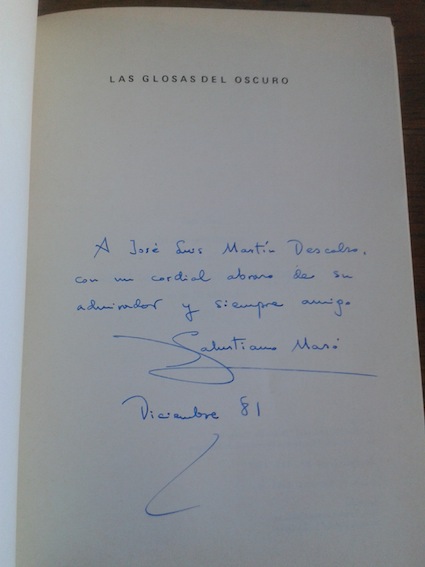 LAS GLOSAS DEL OSCURO
A José Luis Martín Descalzo,
con un cordial abrazo de su
admirador y siempre amigo
Salustiano Masó
Diciembre 81